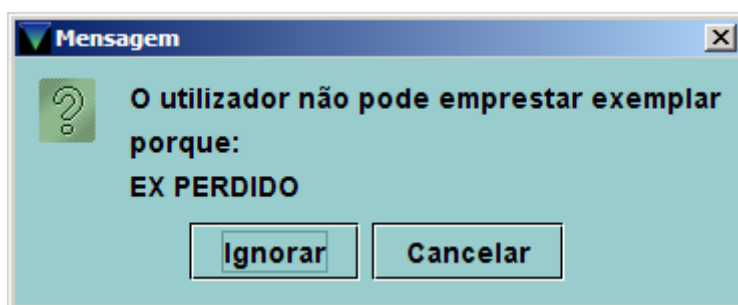 Mensagem
O utilizador não pode emprestar exemplar
porque:
EX PERDIDO
Ignorar Cancelar